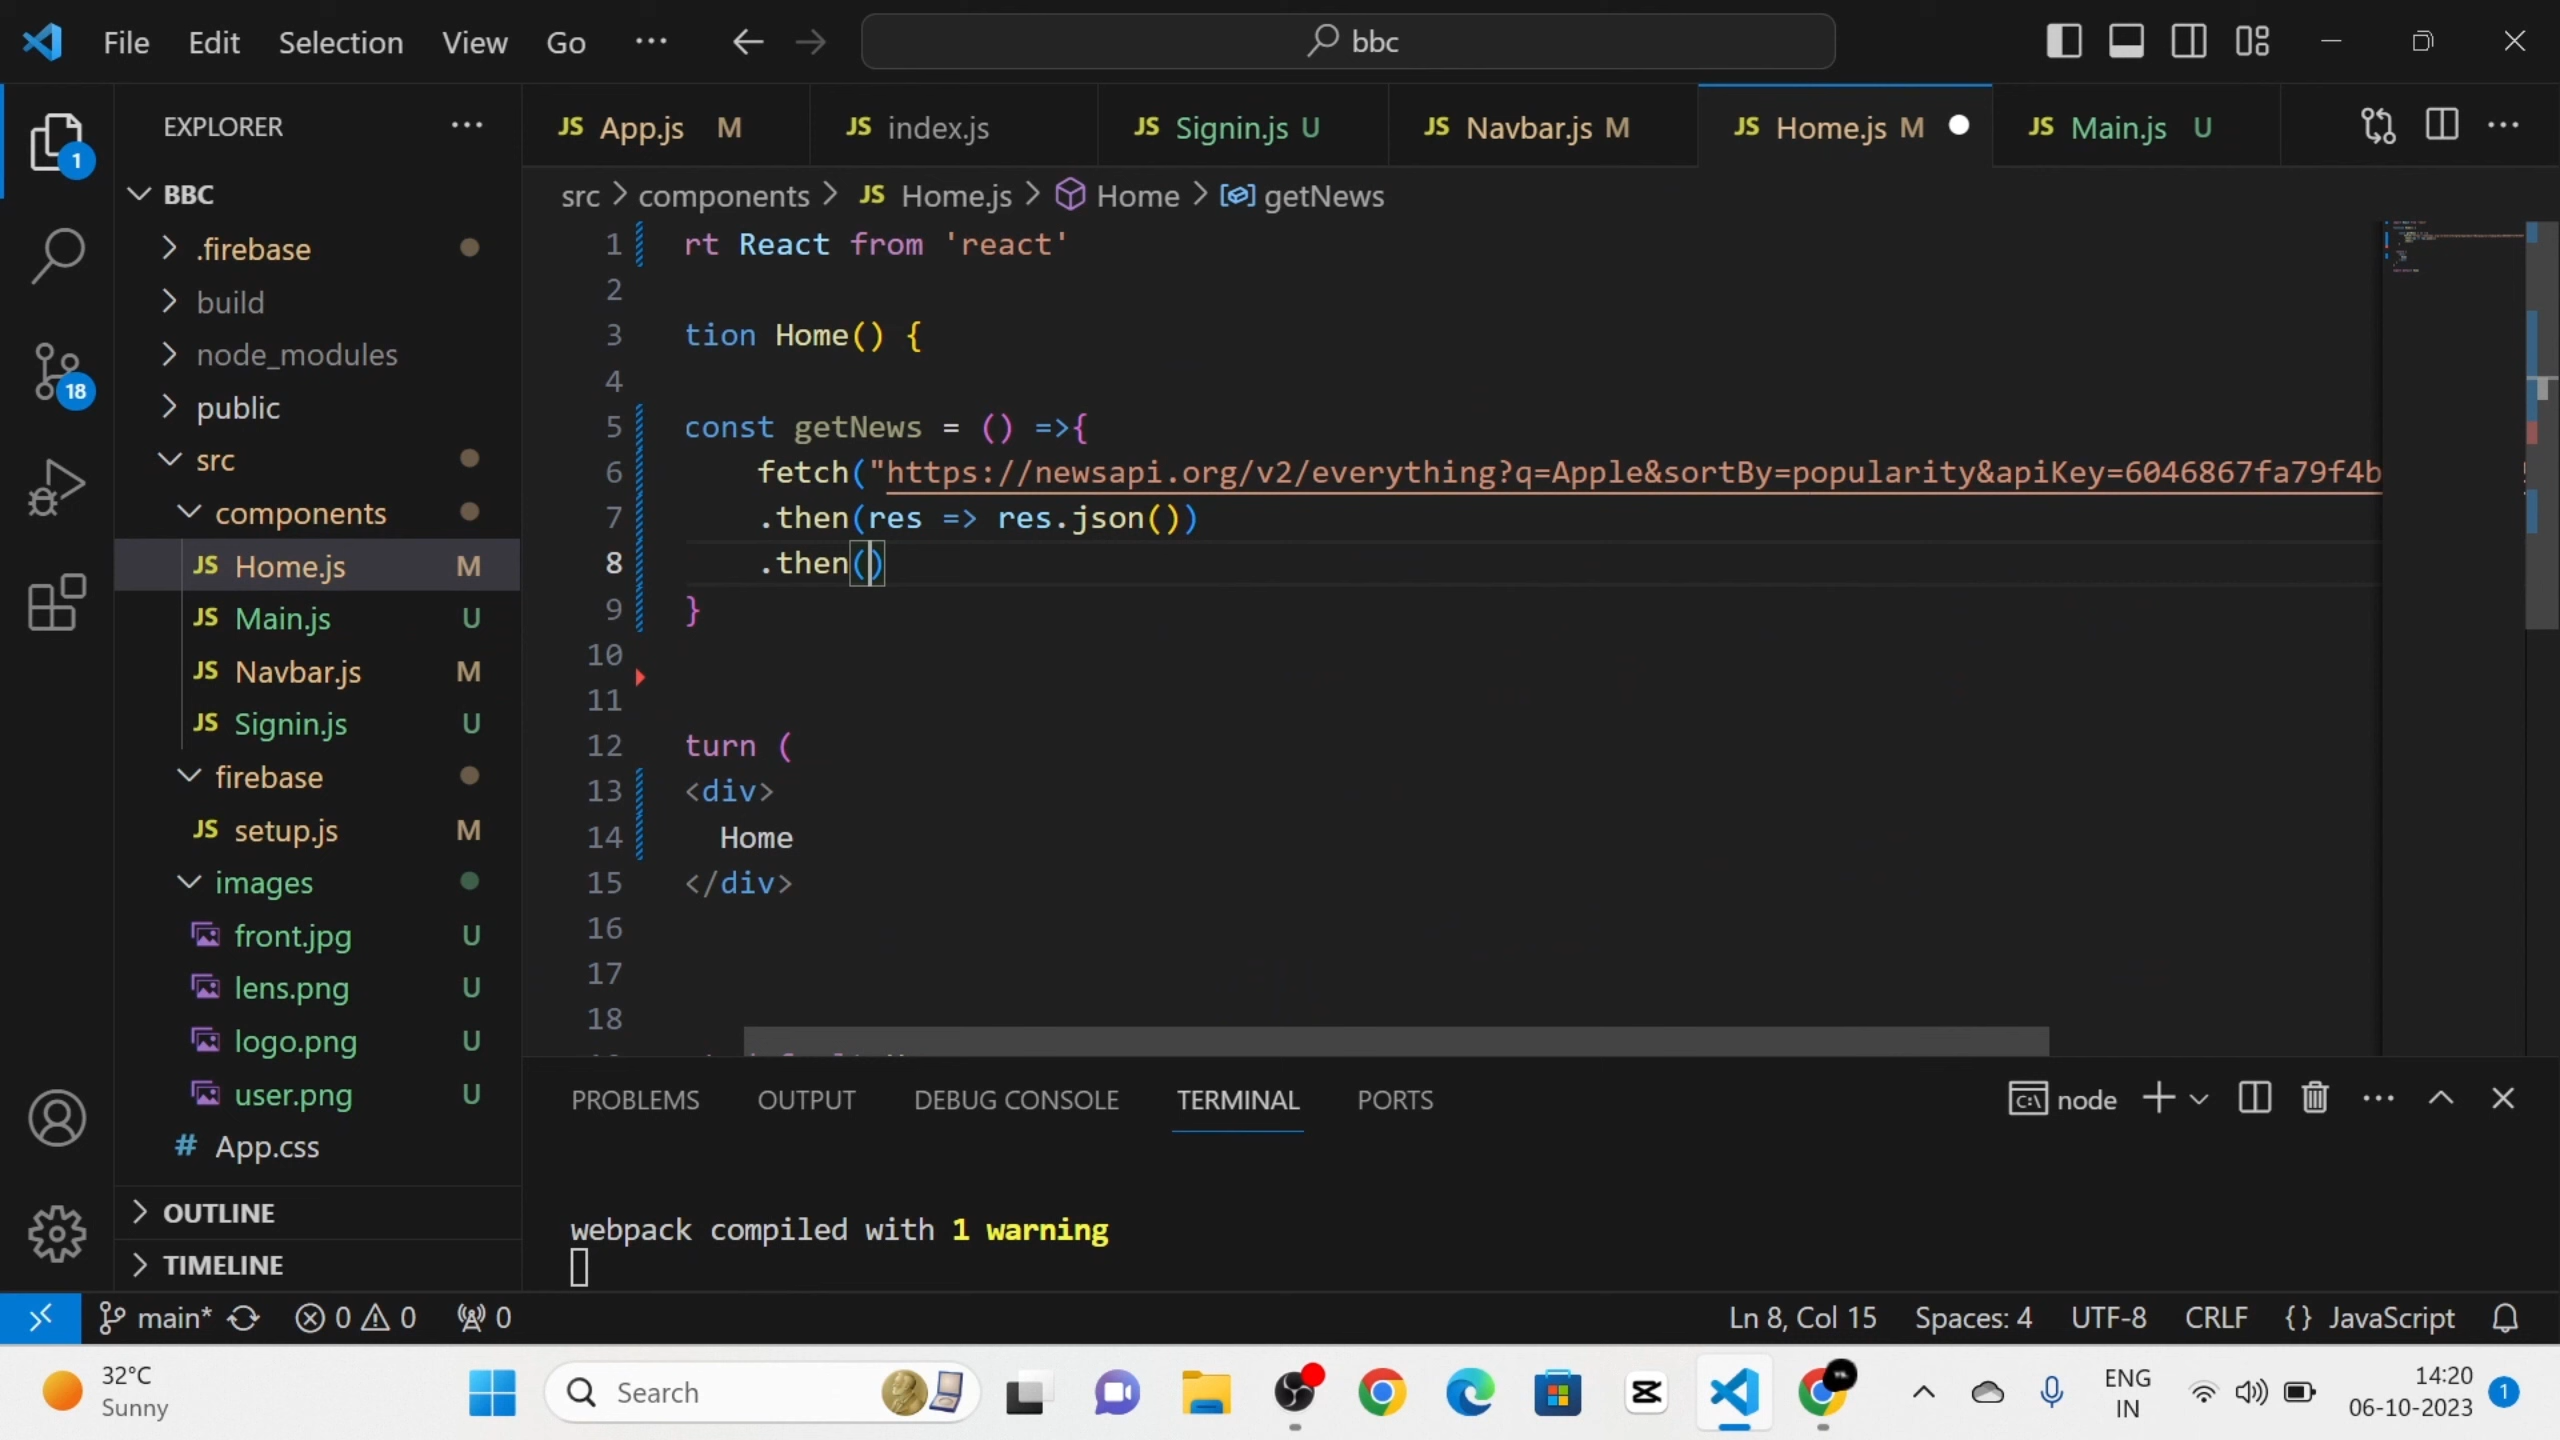 File Edit Selection View Go ... bbc
EXPLORER ...
BBC
.firebase
build
node_modules
public
src
components
JS Home.js M
JS Main.js U
JS Navbar.js M
JS Signin.js U
firebase
JS setup.js M
images
front.jpg U
lens.png U
logo.png U
user.png U
# App.css
OUTLINE
TIMELINE
1
18
JS App.js M JS index.js JS Signin.js U JS Navbar.js M JS Home.js M JS Main.js U ...
src > components > JS Home.js > Home > getNews
1 rt React from 'react'
2
3 tion Home() {
4
5 const getNews = () =>{
6 fetch("https://newsapi.org/v2/everything?q=Apple&sortBy=popularity&apiKey=6046867fa79f4b
7 .then(res => res.json())
8 .then()
9 }
10
11
12 turn (
13 <div>
14 Home
15 </div>
16
17
18
PROBLEMS OUTPUT DEBUG CONSOLE TERMINAL PORTS node ...
webpack compiled with 1 warning
main* 0 0 0 Ln 8, Col 15 Spaces: 4 UTF-8 CRLF {} JavaScript
32°C
Sunny
Search
ENG
IN
14:20
06-10-2023
1